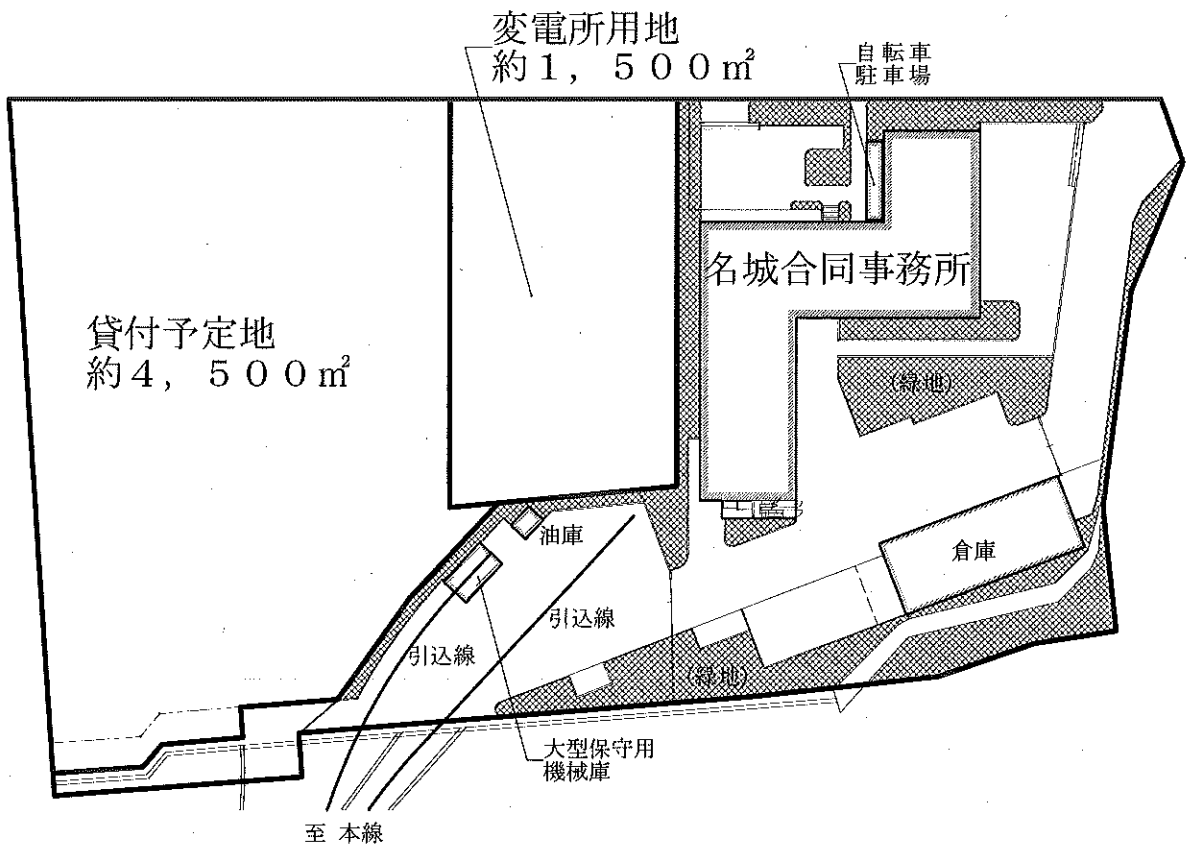 変電所用地
約１，５００㎡
自転車
駐車場
名城合同事務所
貸付予定地
約４，５００㎡
(緑地)
油庫
倉庫
引込線
引込線
(緑地)
大型保守用
機械庫
至 本線